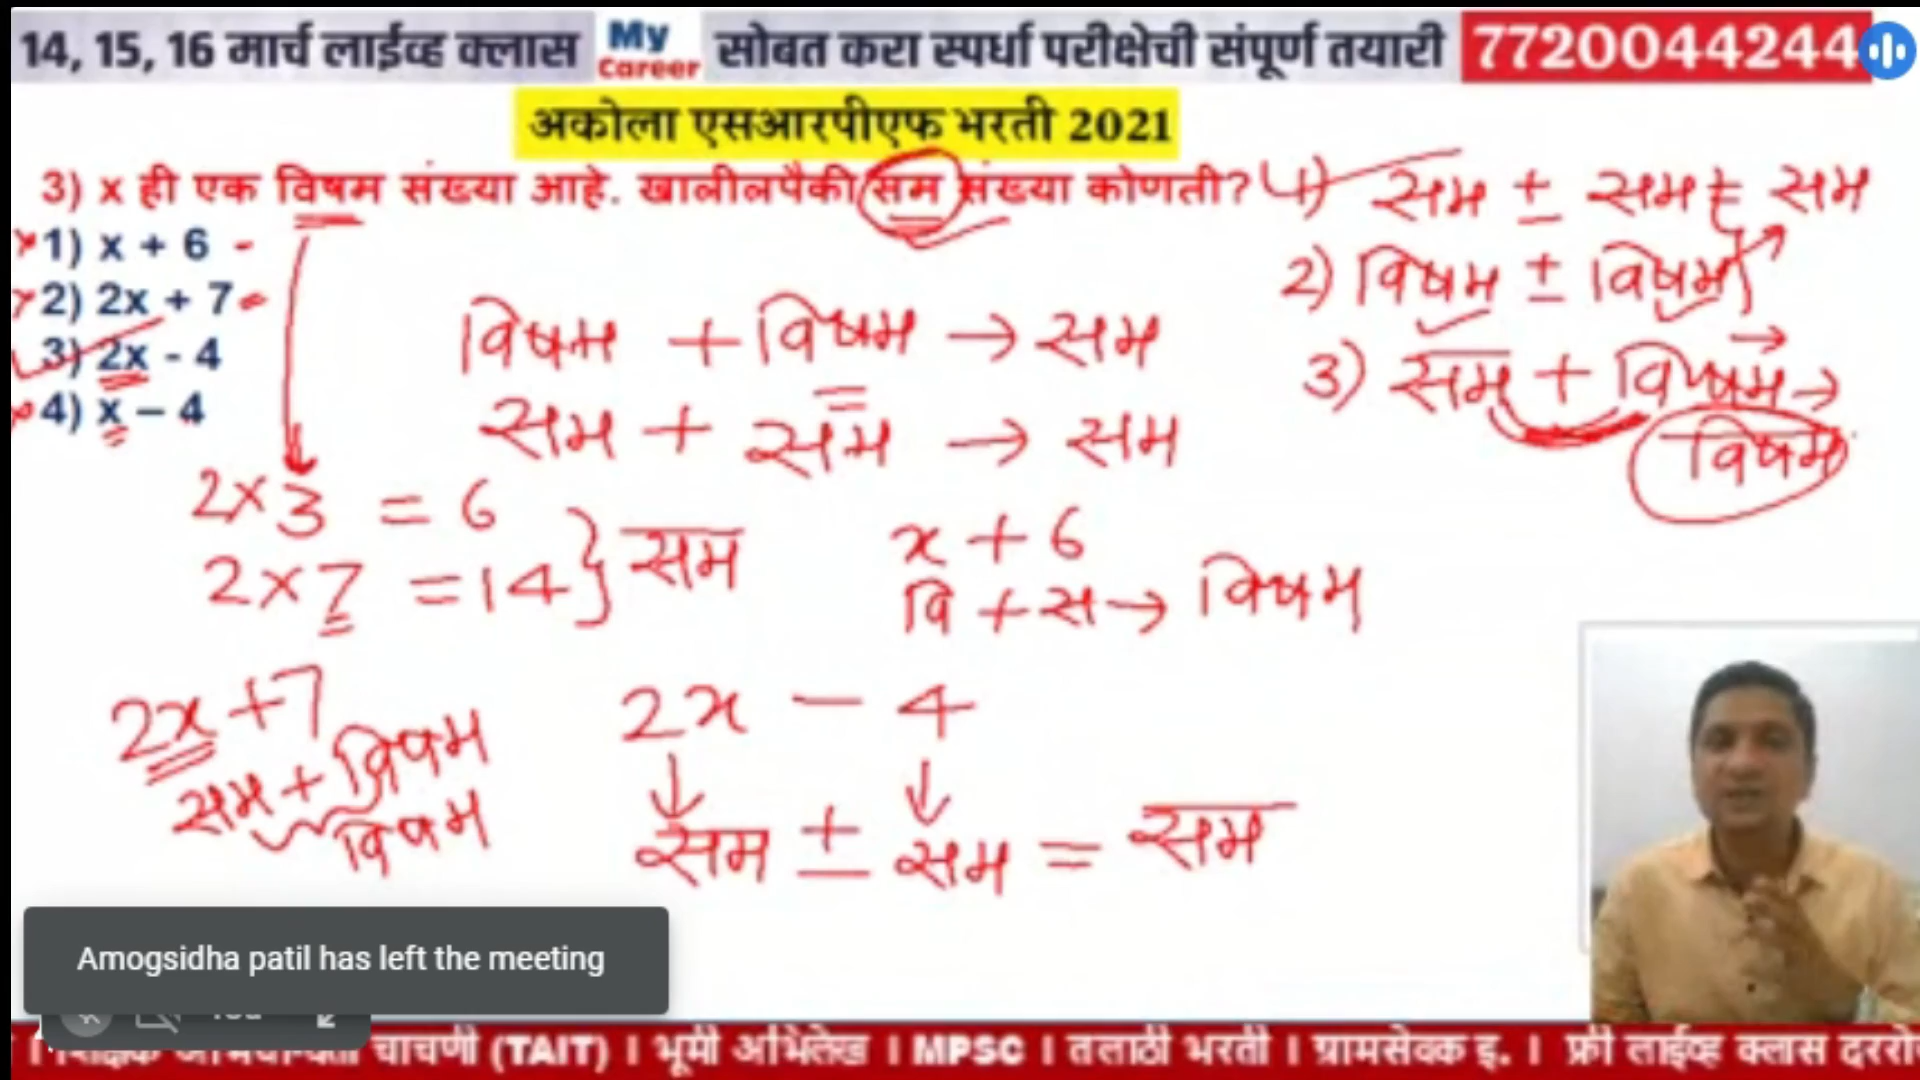 14, 15, 16 मार्च लाईव्ह क्लास My Career सोबत करा स्पर्धा परीक्षेची संपूर्ण तयारी 7720044244
अकोला एसआरपीएफ भरती 2021
3) x ही एक विषम संख्या आहे. खालीलपैकी सम संख्या कोणती?
1) x + 6
2) 2x + 7
3) 2x - 4
4) x – 4
1) सम ± सम = सम
2) विषम ± विषम
3) सम + विषम →
विषम
विषम + विषम → सम
सम + सम → सम
2×3 = 6
2×7 = 14 } सम
x + 6
वि + स → विषम
2x + 7
सम + विषम
विषम
2x – 4
सम ± सम = सम
Amogsidha patil has left the meeting
चाचणी (TAIT) । भूमी अभिलेख । MPSC । तलाठी भरती । ग्रामसेवक इ. । फ्री लाईव्ह क्लास